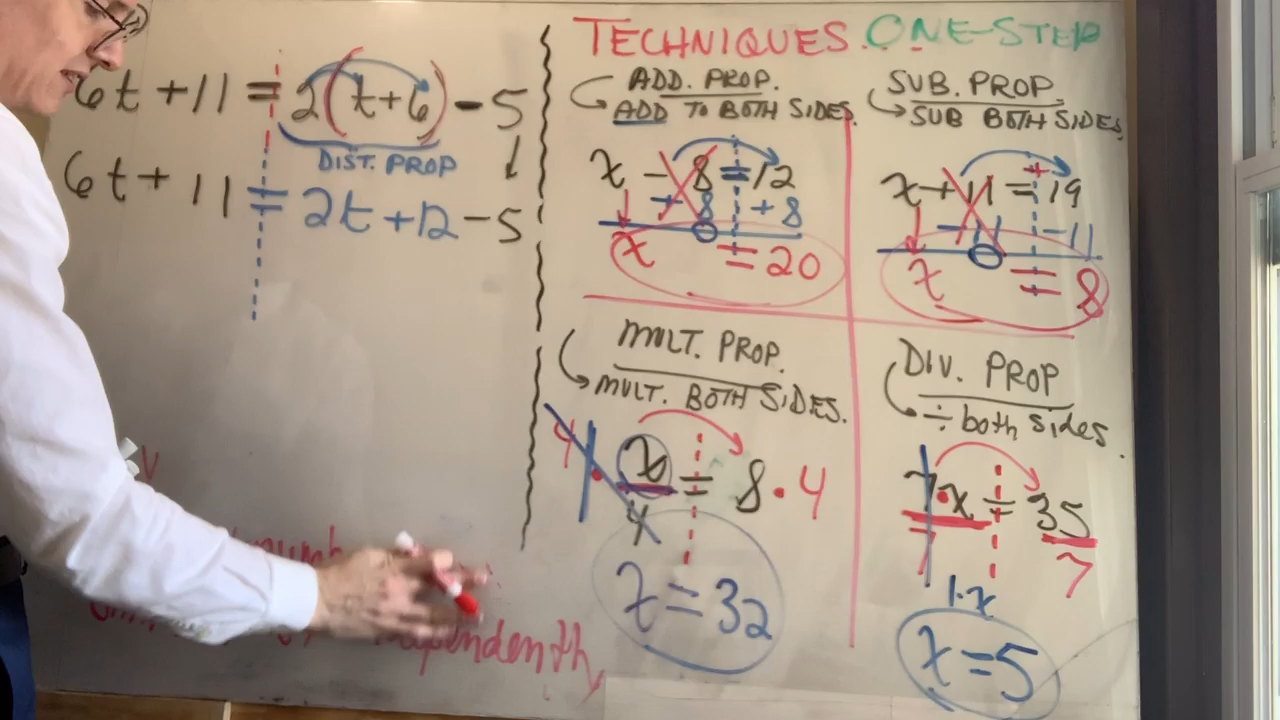 6t + 11 = 2(t+6) - 5
DIST. PROP
6t + 11 = 2t + 12 - 5
TECHNIQUES. ONE-STEP
ADD. PROP.
ADD TO BOTH SIDES.
x - 8 = 12
+ 8 + 8
x = 20
SUB. PROP
SUB BOTH SIDES.
x + 11 = 19
- 11 - 11
x = 8
MULT. PROP.
MULT. BOTH SIDES.
4 · x/4 = 8 · 4
x = 32
DIV. PROP
÷ both sides.
7 · x = 35
7 7
1·x
x = 5